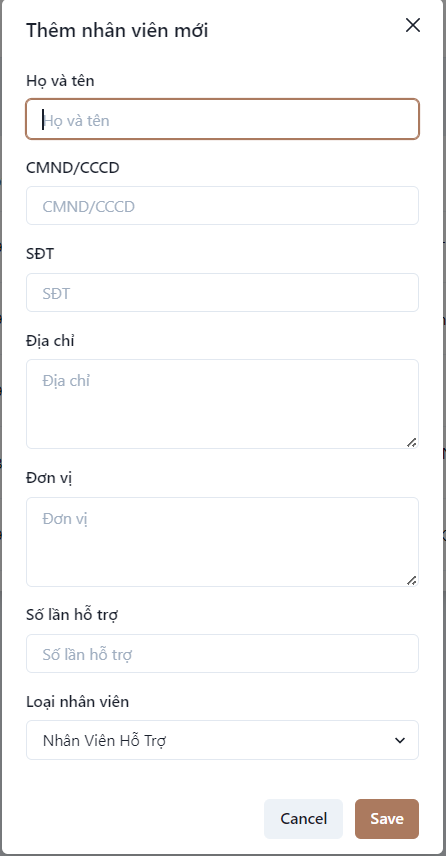 Thêm nhân viên mới
Họ và tên
Họ và tên
CMND/CCCD
CMND/CCCD
SĐT
SĐT
Địa chỉ
Địa chỉ
Đơn vị
Đơn vị
Số lần hỗ trợ
Số lần hỗ trợ
Loại nhân viên
Nhân Viên Hỗ Trợ
Cancel
Save